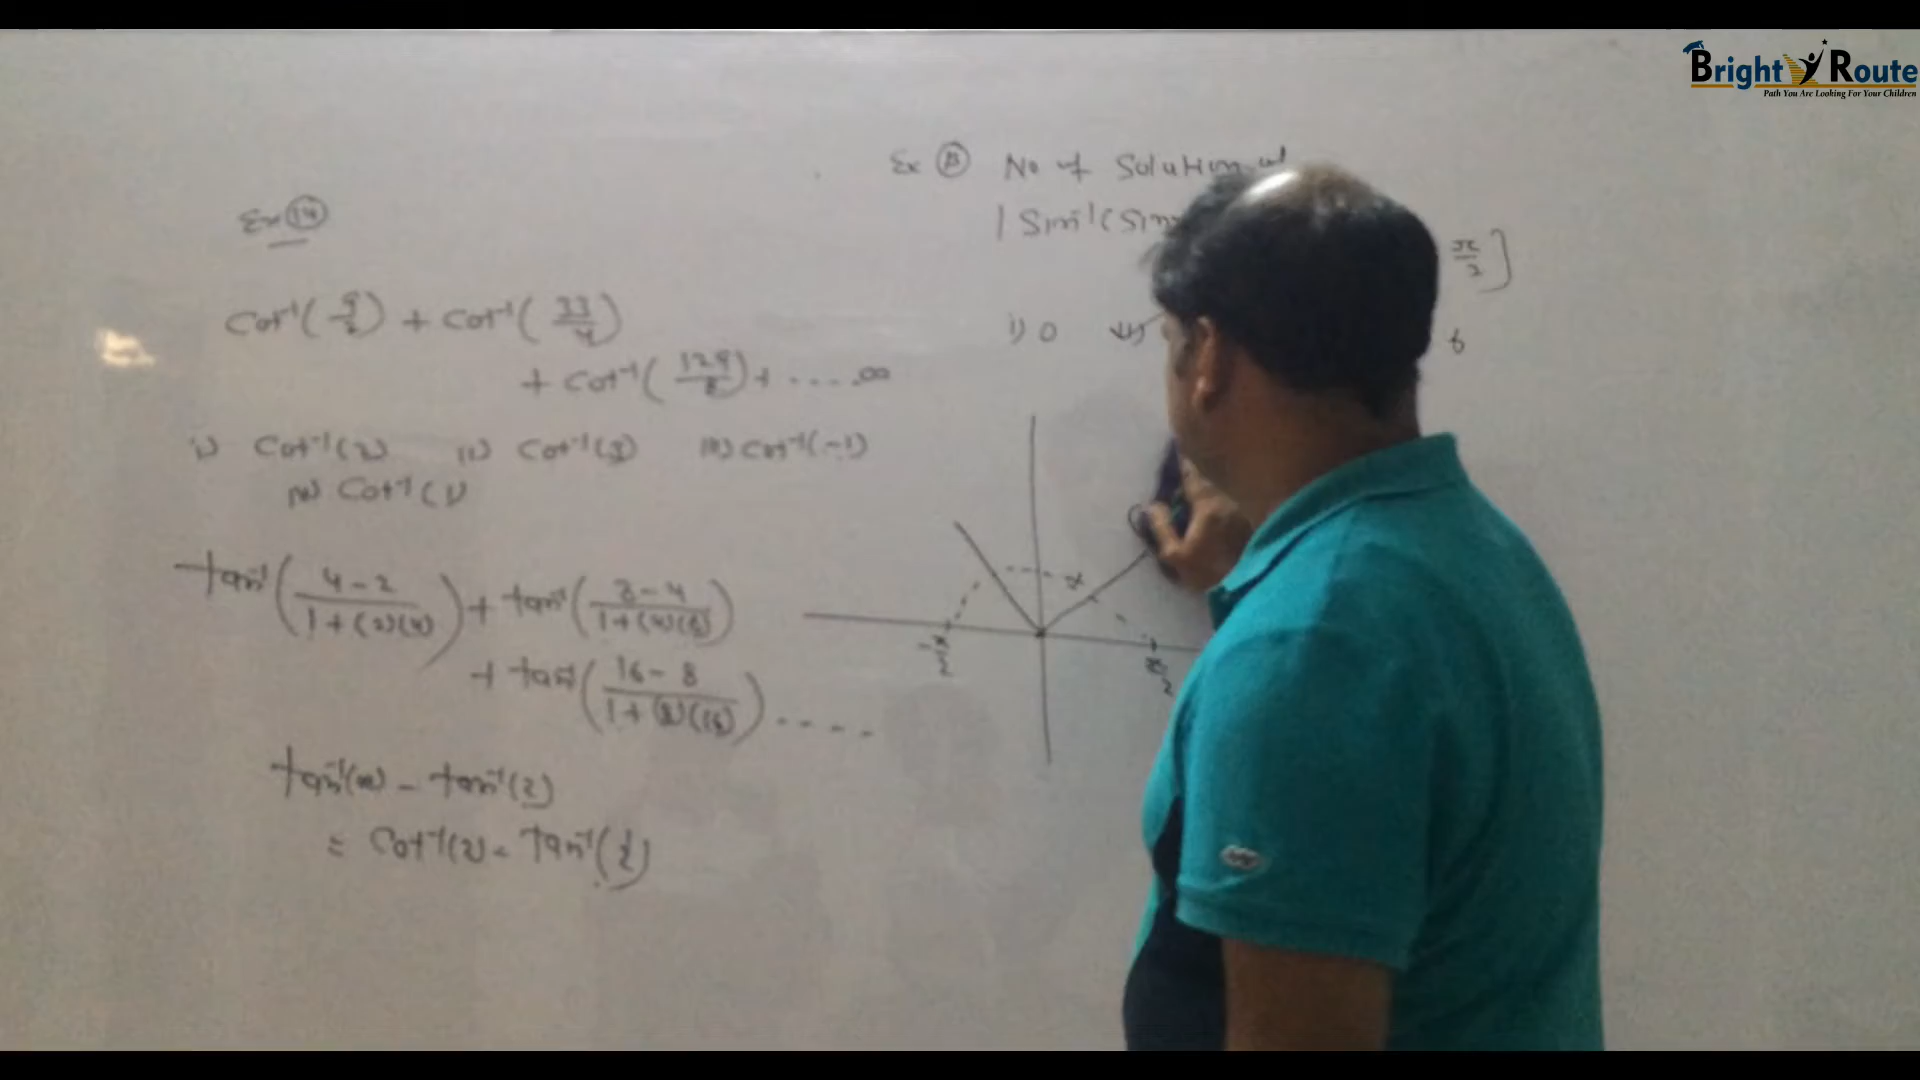 Bright Route
Path You Are Looking For Your Children
Ex 14
Cot⁻¹(9/2) + Cot⁻¹(33/4)
+ Cot⁻¹(129/8) + .....∞
i) Cot⁻¹(2) ii) Cot⁻¹(3) iii) Cot⁻¹(-1)
iv) Cot⁻¹(1)
tan⁻¹((4-2)/(1+(2)(4))) + tan⁻¹((8-4)/(1+(4)(8)))
+ tan⁻¹((16-8)/(1+(8)(16))) - - - -
tan⁻¹(∞) - tan⁻¹(2)
= Cot⁻¹(2) = Tan⁻¹(1/2)
Ex No of Solution of
| Sin⁻¹(Sin
π/2 ]
i) 0 6
x
-π/2 π/2